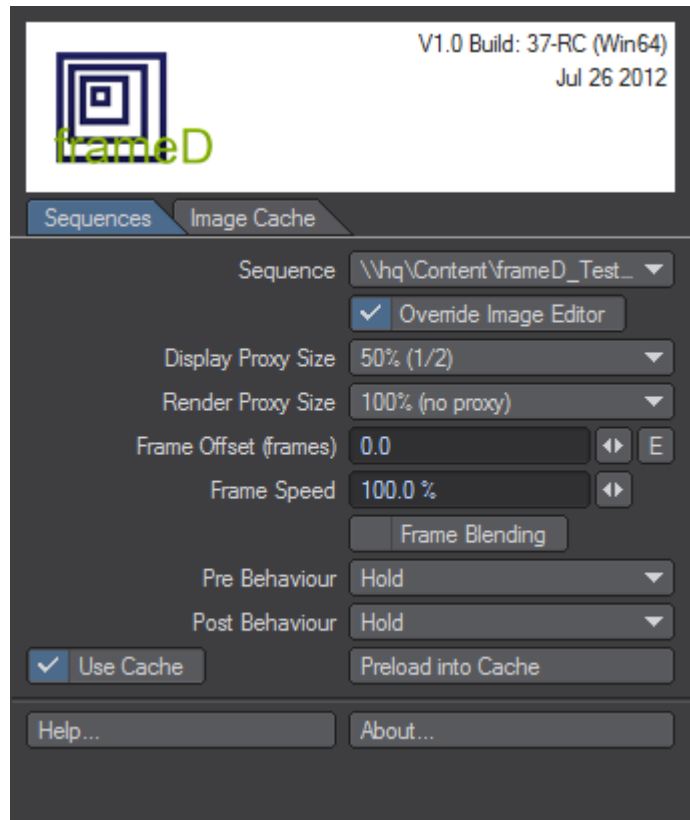 V1.0 Build: 37-RC (Win64)
Jul 26 2012
frameD
Sequences Image Cache
Sequence \\hq\Content\frameD_Test_...
Override Image Editor
Display Proxy Size 50% (1/2)
Render Proxy Size 100% (no proxy)
Frame Offset (frames) 0.0 E
Frame Speed 100.0 %
Frame Blending
Pre Behaviour Hold
Post Behaviour Hold
Use Cache Preload into Cache
Help... About...